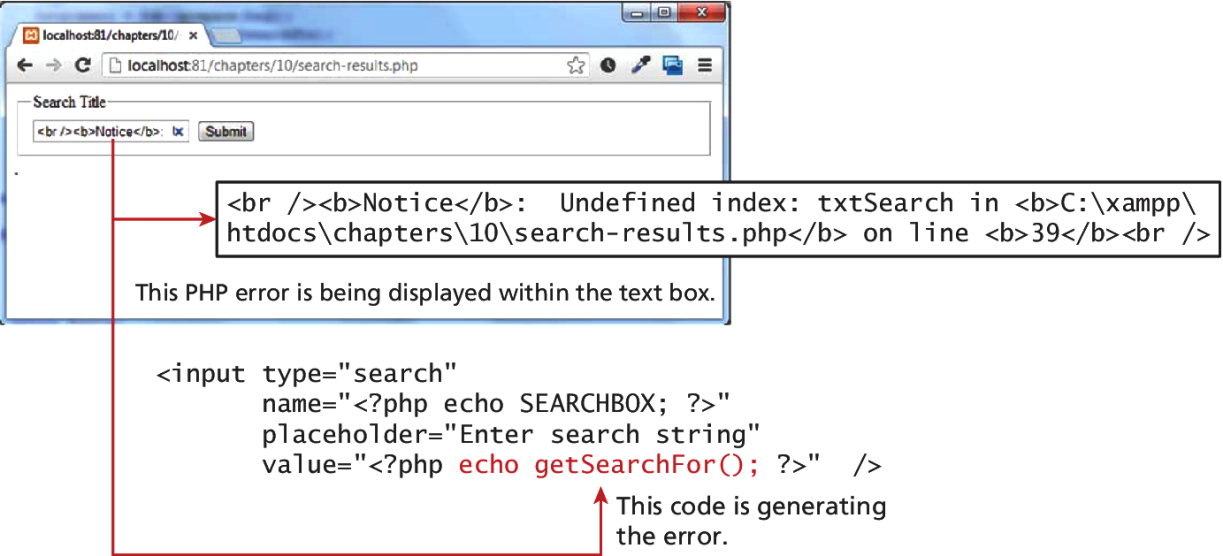 localhost:81/chapters/10/
localhost:81/chapters/10/search-results.php
Search Title
<br /><b>Notice</b>: Submit
<br /><b>Notice</b>:  Undefined index: txtSearch in <b>C:\xampp\
htdocs\chapters\10\search-results.php</b> on line <b>39</b><br />
This PHP error is being displayed within the text box.
<input type="search"
name="<?php echo SEARCHBOX; ?>"
placeholder="Enter search string"
value="<?php echo getSearchFor(); ?>"  />
This code is generating
the error.